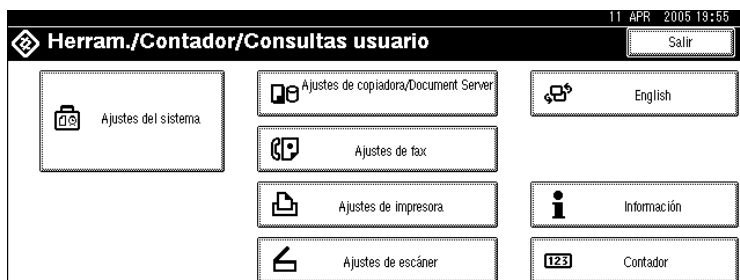 11 APR 2005 19:55
Herram./Contador/Consultas usuario
Salir
Ajustes del sistema
Ajustes de copiadora/Document Server
English
Ajustes de fax
Ajustes de impresora
Información
Ajustes de escáner
123
Contador